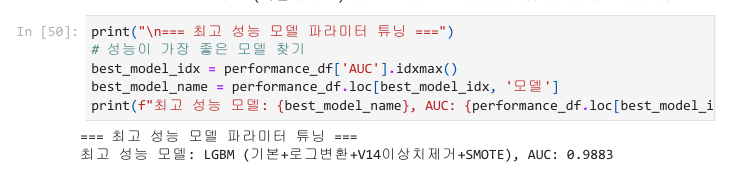 In [50]:
print("\n=== 최고 성능 모델 파라미터 튜닝 ===")
# 성능이 가장 좋은 모델 찾기
best_model_idx = performance_df['AUC'].idxmax()
best_model_name = performance_df.loc[best_model_idx, '모델']
print(f"최고 성능 모델: {best_model_name}, AUC: {performance_df.loc[best_model_i
=== 최고 성능 모델 파라미터 튜닝 ===
최고 성능 모델: LGBM (기본+로그변환+V14이상치제거+SMOTE), AUC: 0.9883